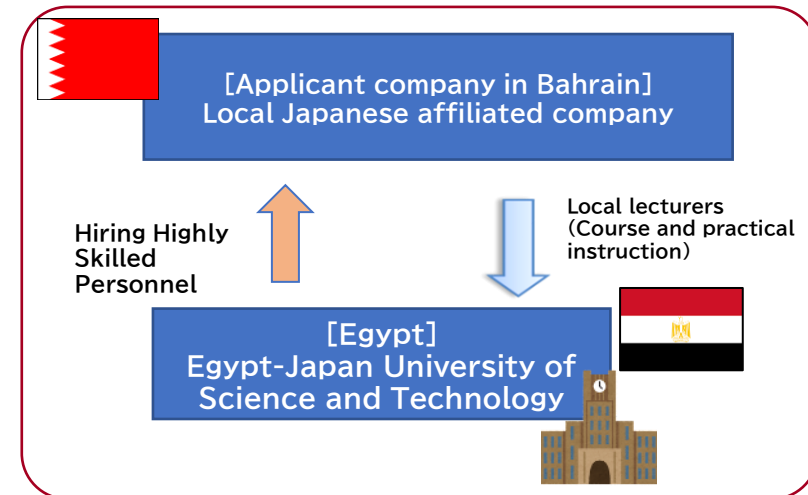 [Applicant company in Bahrain]
Local Japanese affiliated company
Hiring Highly
Skilled
Personnel
Local lecturers
(Course and practical
instruction)
[Egypt]
Egypt-Japan University of
Science and Technology